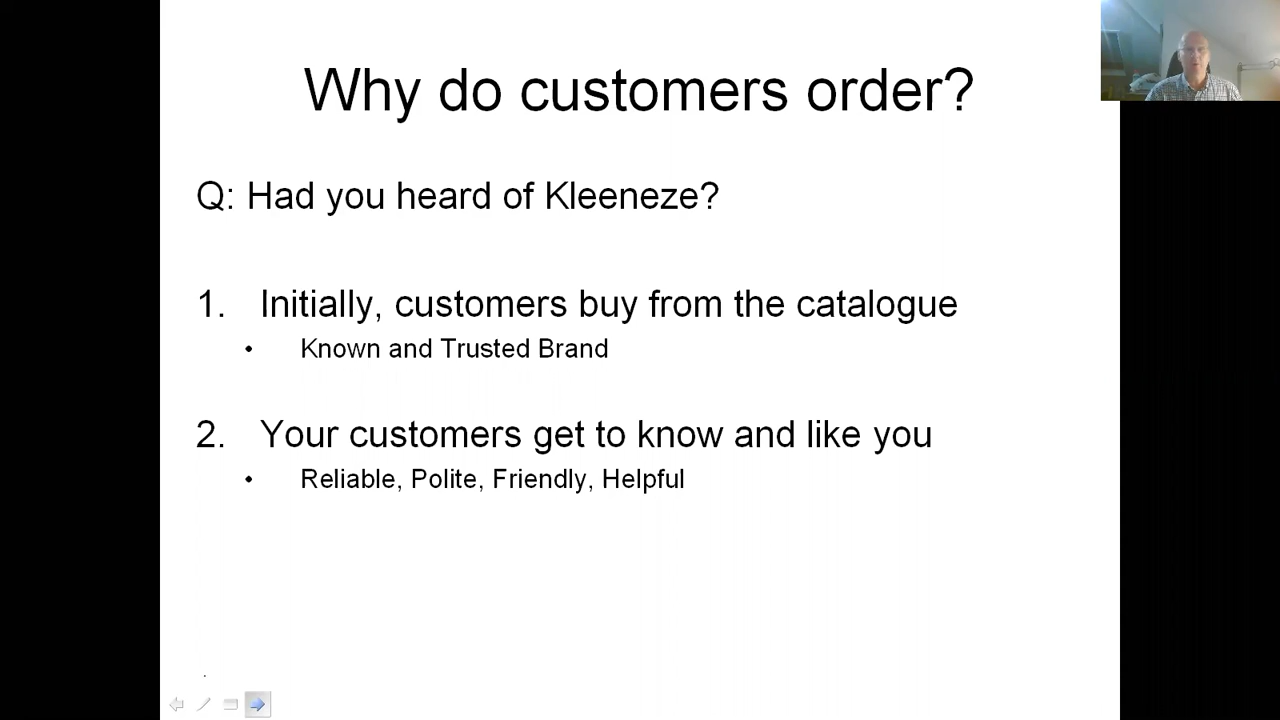 Why do customers order?
Q: Had you heard of Kleeneze?
1. Initially, customers buy from the catalogue
• Known and Trusted Brand
2. Your customers get to know and like you
• Reliable, Polite, Friendly, Helpful